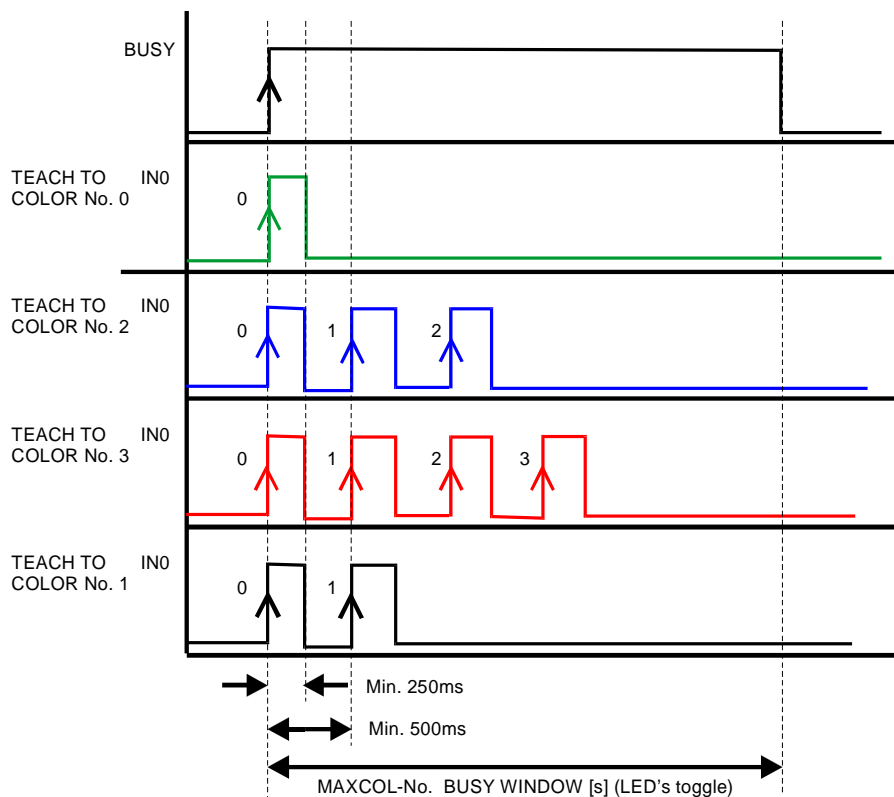 BUSY
TEACH TO IN0
COLOR No. 0 0
TEACH TO IN0
COLOR No. 2 0 1 2
TEACH TO IN0
COLOR No. 3 0 1 2 3
TEACH TO IN0
COLOR No. 1 0 1
Min. 250ms
Min. 500ms
MAXCOL-No. BUSY WINDOW [s] (LED's toggle)